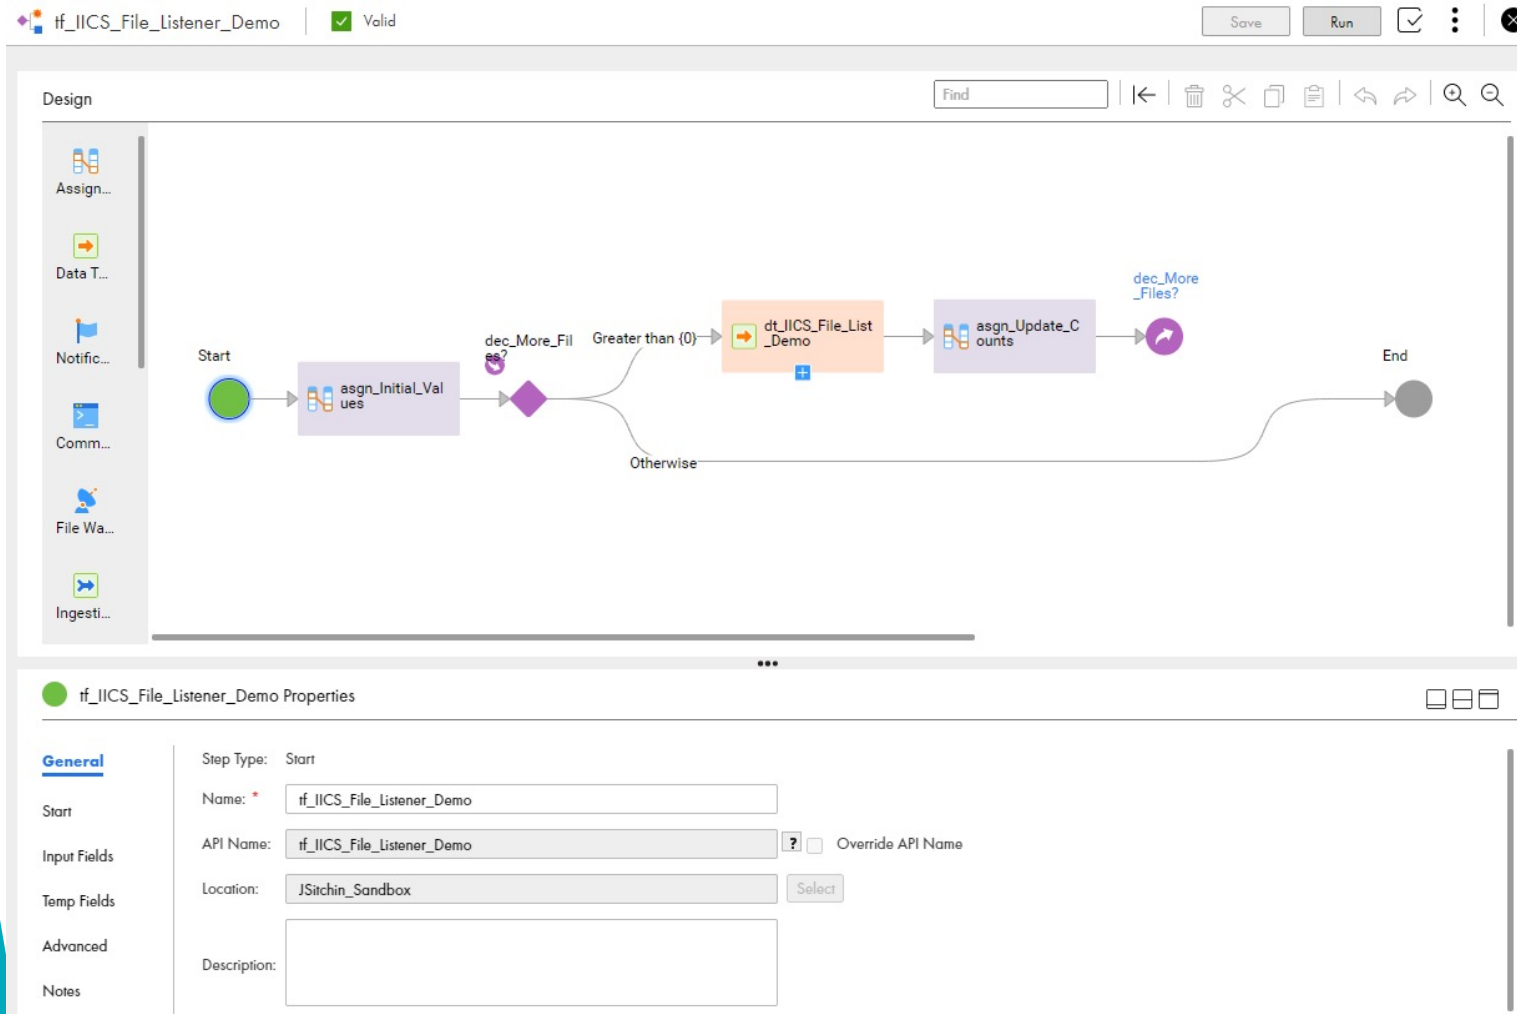 tf_IICS_File_Listener_Demo
Valid
Save
Run
Design
Find
Assign...
Data T...
Notific...
Comm...
File Wa...
Ingesti...
Start
asgn_Initial_Val
ues
dec_More_Fil
es?
Greater than {0}
Otherwise
dt_IICS_File_List
_Demo
asgn_Update_C
ounts
dec_More
_Files?
End
tf_IICS_File_Listener_Demo Properties
General
Start
Input Fields
Temp Fields
Advanced
Notes
Step Type: Start
Name: * tf_IICS_File_Listener_Demo
API Name: tf_IICS_File_Listener_Demo ? Override API Name
Location: JSitchin_Sandbox Select
Description: